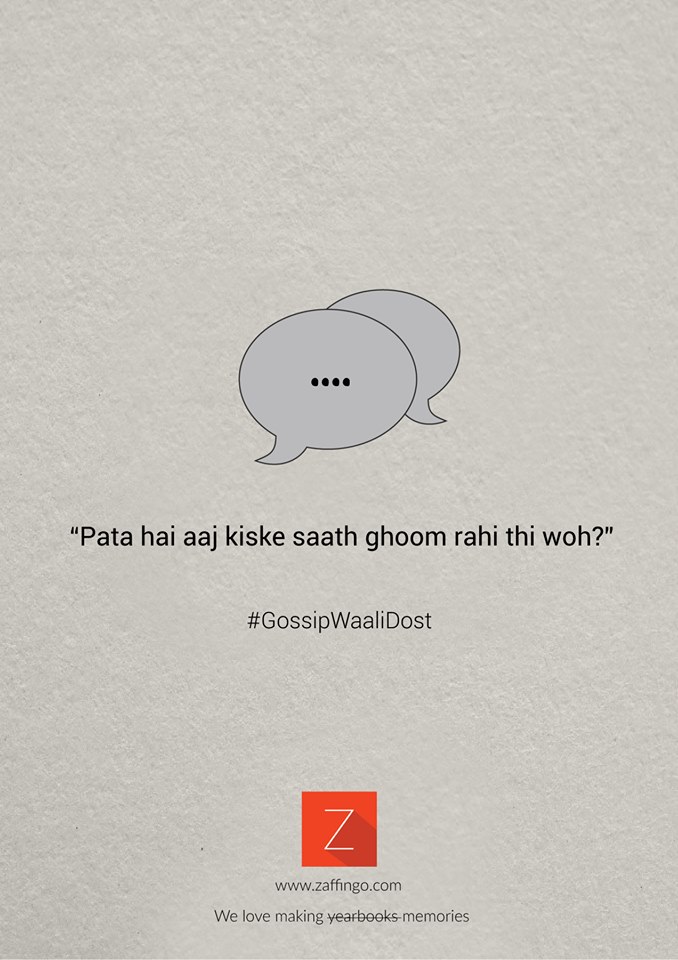 ....
“Pata hai aaj kiske saath ghoom rahi thi woh?”
#GossipWaaliDost
Z
www.zaffingo.com
We love making yearbooks memories